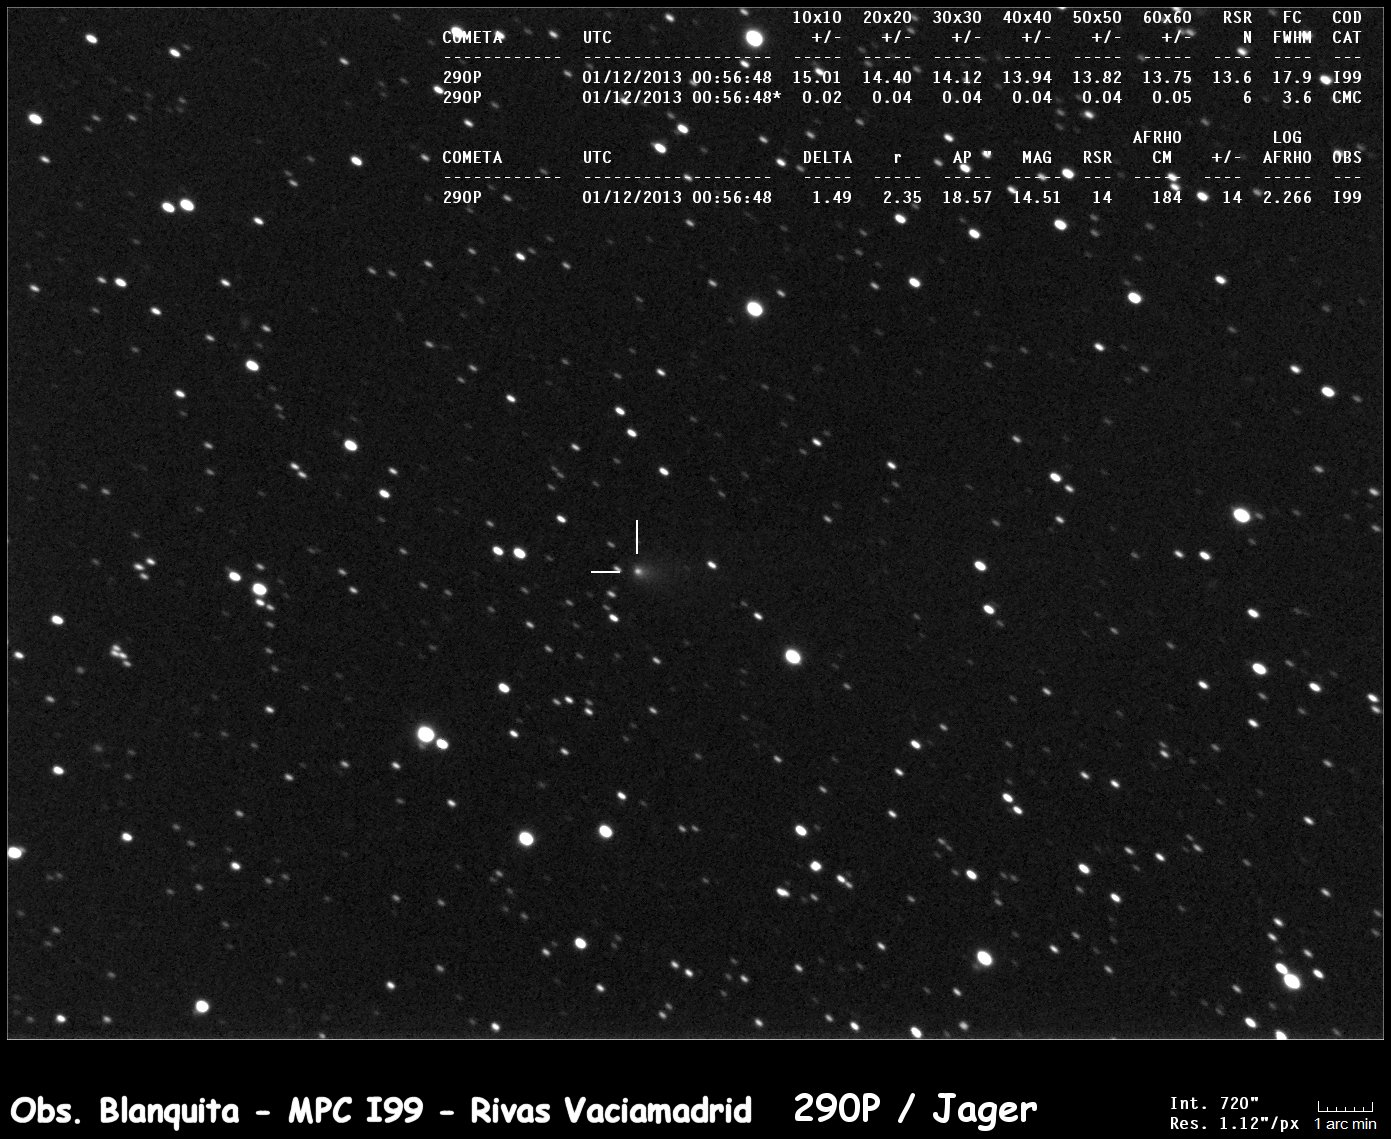 10x10 20x20 30x30 40x40 50x50 60x60 RSR FC COD
COMETA UTC +/- +/- +/- +/- +/- +/- N FWHM CAT
------------ ------------------- ----- ----- ----- ----- ----- ----- ---- ---- ---
290P 01/12/2013 00:56:48 15.01 14.40 14.12 13.94 13.82 13.75 13.6 17.9 I99
290P 01/12/2013 00:56:48* 0.02 0.04 0.04 0.04 0.04 0.05 6 3.6 CMC
AFRHO LOG
COMETA UTC DELTA r AP " MAG RSR CM +/- AFRHO OBS
------------ ------------------- ----- ----- ----- ----- --- ----- ---- ----- ---
290P 01/12/2013 00:56:48 1.49 2.35 18.57 14.51 14 184 14 2.266 I99
Obs. Blanquita - MPC I99 - Rivas Vaciamadrid 290P / Jager
Int. 720"
Res. 1.12"/px 1 arc min